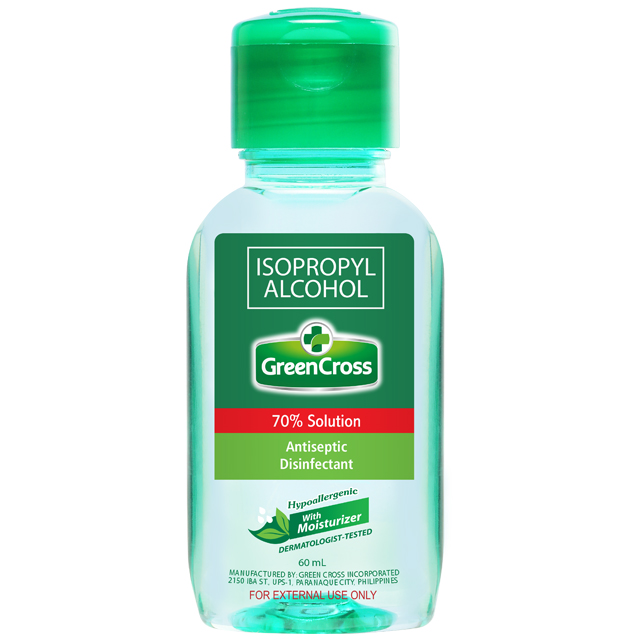 ISOPROPYL
ALCOHOL
GreenCross
70% Solution
Antiseptic
Disinfectant
Hypoallergenic
With
Moisturizer
DERMATOLOGIST-TESTED
60 mL
MANUFACTURED BY: GREEN CROSS INCORPORATED
2150 IBA ST. UPS-1, PARANAQUE CITY. PHILIPPINES
FOR EXTERNAL USE ONLY